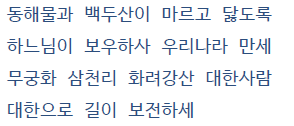 동해물과 백두산이 마르고 닳도록
하느님이 보우하사 우리나라 만세
무궁화 삼천리 화려강산 대한사람
대한으로 길이 보전하세